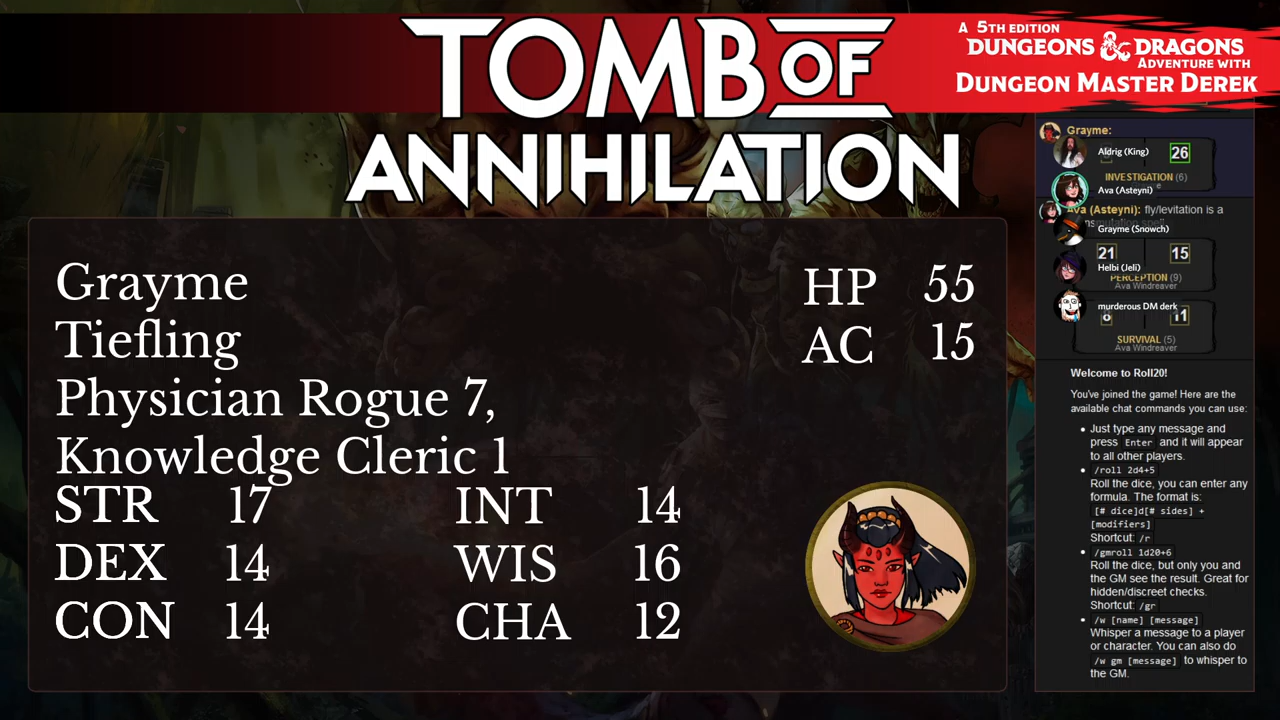 TOMB OF
ANNIHILATION
A 5TH EDITION
DUNGEONS & DRAGONS
ADVENTURE WITH
DUNGEON MASTER DEREK
Grayme
Tiefling
Physician Rogue 7,
Knowledge Cleric 1
HP 55
AC 15
STR 17
DEX 14
CON 14
INT 14
WIS 16
CHA 12
Grayme:
Aldrig (King)
26
INVESTIGATION (6)
Ava (Asteyni)
Ava (Asteyni): fly/levitation is a
Grayme (Snowch)
21 15
Helbi (Jeli)
PERCEPTION (9)
Ava Windreaver
murderous DM derk
11
SURVIVAL (5)
Ava Windreaver
Welcome to Roll20!
You've joined the game! Here are the
available chat commands you can use:
• Just type any message and
press Enter and it will appear
to all other players.
• /roll 2d4+5
Roll the dice, you can enter any
formula. The format is:
[# dice]d[# sides] +
[modifiers]
Shortcut: /r
• /gmroll 1d20+6
Roll the dice, but only you and
the GM see the result. Great for
hidden/discreet checks.
Shortcut: /gr
• /w [name] [message]
Whisper a message to a player
or character. You can also do
/w gm [message] to whisper to
the GM.